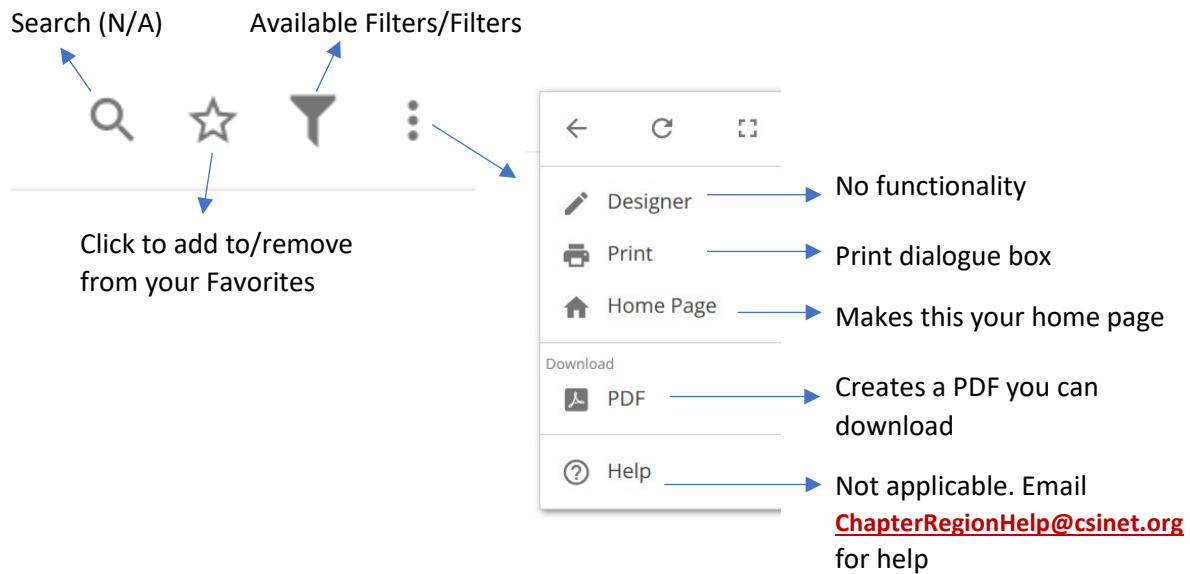 Search (N/A)
Available Filters/Filters
Click to add to/remove
from your Favorites
Designer
No functionality
Print
Print dialogue box
Home Page
Makes this your home page
Download
PDF
Creates a PDF you can
download
Help
Not applicable. Email
ChapterRegionHelp@csinet.org
for help